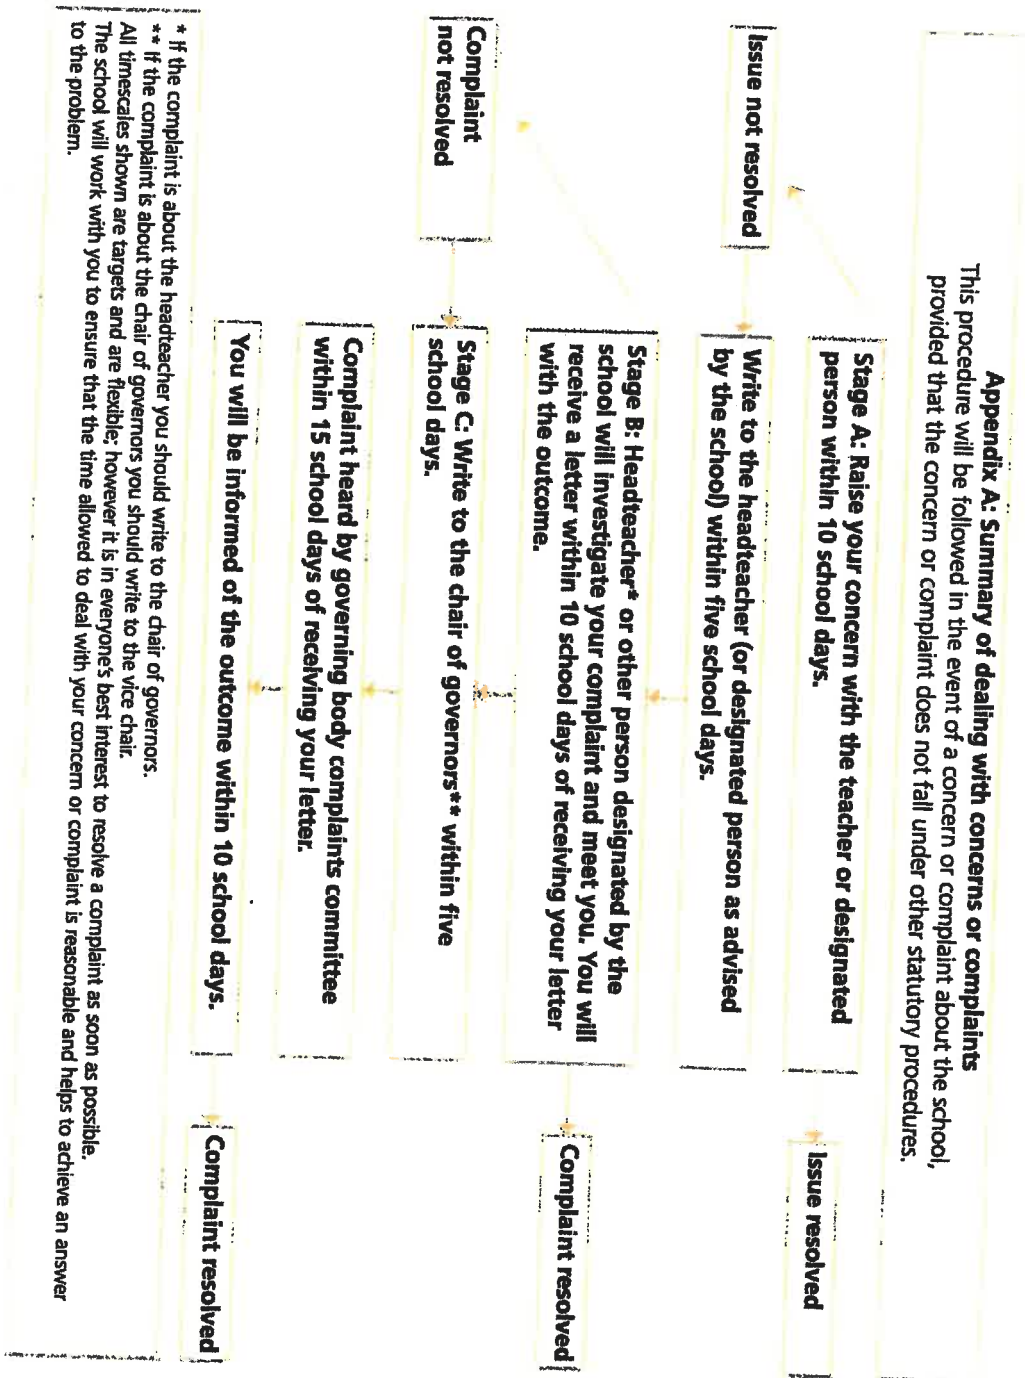 Appendix A: Summary of dealing with concerns or complaints
This procedure will be followed in the event of a concern or complaint about the school,
provided that the concern or complaint does not fall under other statutory procedures.
Stage A: Raise your concern with the teacher or designated
person within 10 school days.
Issue resolved
Issue not resolved
Write to the headteacher (or designated person as advised
by the school) within five school days.
Stage B: Headteacher* or other person designated by the
school will investigate your complaint and meet you. You will
receive a letter within 10 school days of receiving your letter
with the outcome.
Complaint resolved
Complaint
not resolved
Stage C: Write to the chair of governors** within five
school days.
Complaint heard by governing body complaints committee
within 15 school days of receiving your letter.
You will be informed of the outcome within 10 school days.
Complaint resolved
* If the complaint is about the headteacher you should write to the chair of governors.
** If the complaint is about the chair of governors you should write to the vice chair.
All timescales shown are targets and are flexible; however it is in everyone's best interest to resolve a complaint as soon as possible.
The school will work with you to ensure that the time allowed to deal with your concern or complaint is reasonable and helps to achieve an answer
to the problem.